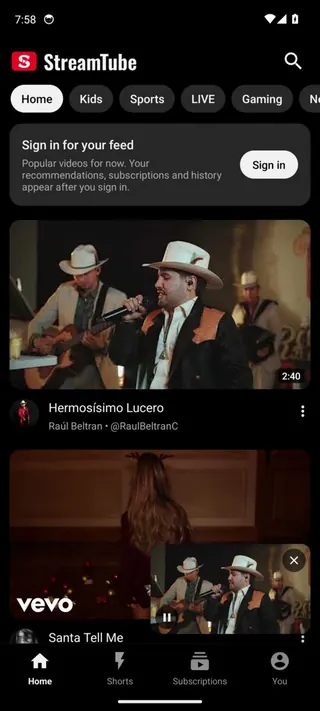 7:58
S StreamTube
Home Kids Sports LIVE Gaming
Sign in for your feed
Popular videos for now. Your
recommendations, subscriptions and history
appear after you sign in.
Sign in
2:40
Hermosísimo Lucero
Raúl Beltran • @RaulBeltranC
vevo
Santa Tell Me
Home Shorts Subscriptions You